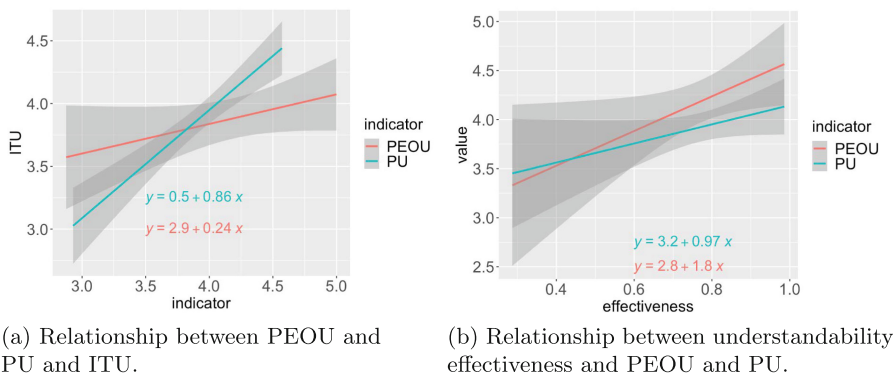 4.5
4.0
3.5
3.0
ITU
3.0 3.5 4.0 4.5 5.0
indicator
y = 0.5 + 0.86 x
y = 2.9 + 0.24 x
indicator
PEOU
PU
(a) Relationship between PEOU and
PU and ITU.
5.0
4.5
4.0
3.5
3.0
2.5
value
0.4 0.6 0.8 1.0
effectiveness
y = 3.2 + 0.97 x
y = 2.8 + 1.8 x
indicator
PEOU
PU
(b) Relationship between understandability
effectiveness and PEOU and PU.